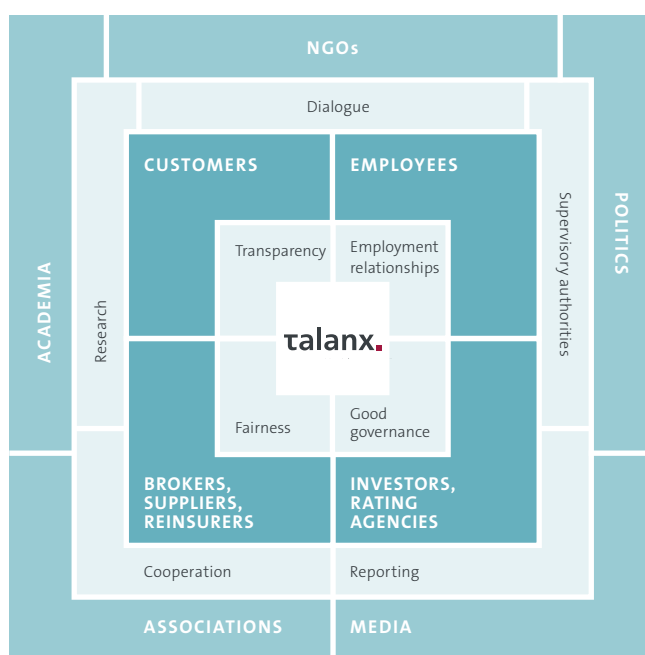 NGOs
Dialogue
CUSTOMERS
EMPLOYEES
Transparency
Employment
relationships
ACADEMIA
Research
Supervisory authorities
POLITICS
talanx.
Fairness
Good
governance
BROKERS,
SUPPLIERS,
REINSURERS
INVESTORS,
RATING
AGENCIES
Cooperation
Reporting
ASSOCIATIONS
MEDIA